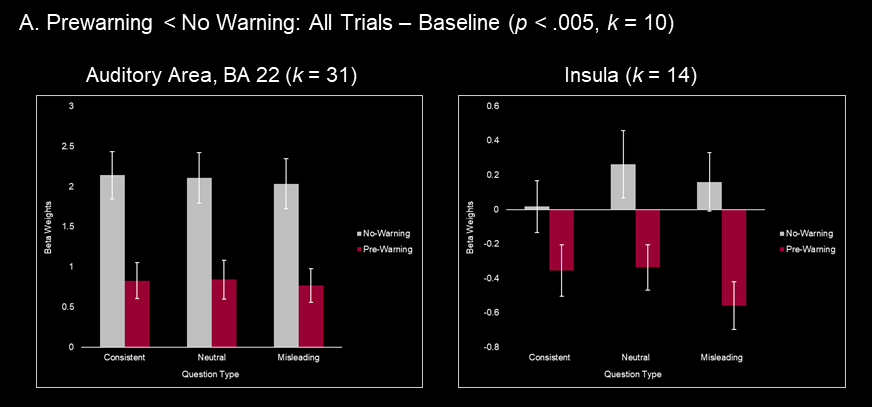 A. Prewarning < No Warning: All Trials – Baseline (p < .005, k = 10)
Auditory Area, BA 22 (k = 31)
3
2.5
2
1.5
1
0.5
0
Beta Weights
Consistent
Neutral
Misleading
Question Type
No-Warning
Pre-Warning
Insula (k = 14)
0.6
0.4
0.2
0
-0.2
-0.4
-0.6
-0.8
Beta Weights
Consistent
Neutral
Misleading
Question Type
No-Warning
Pre-Warning